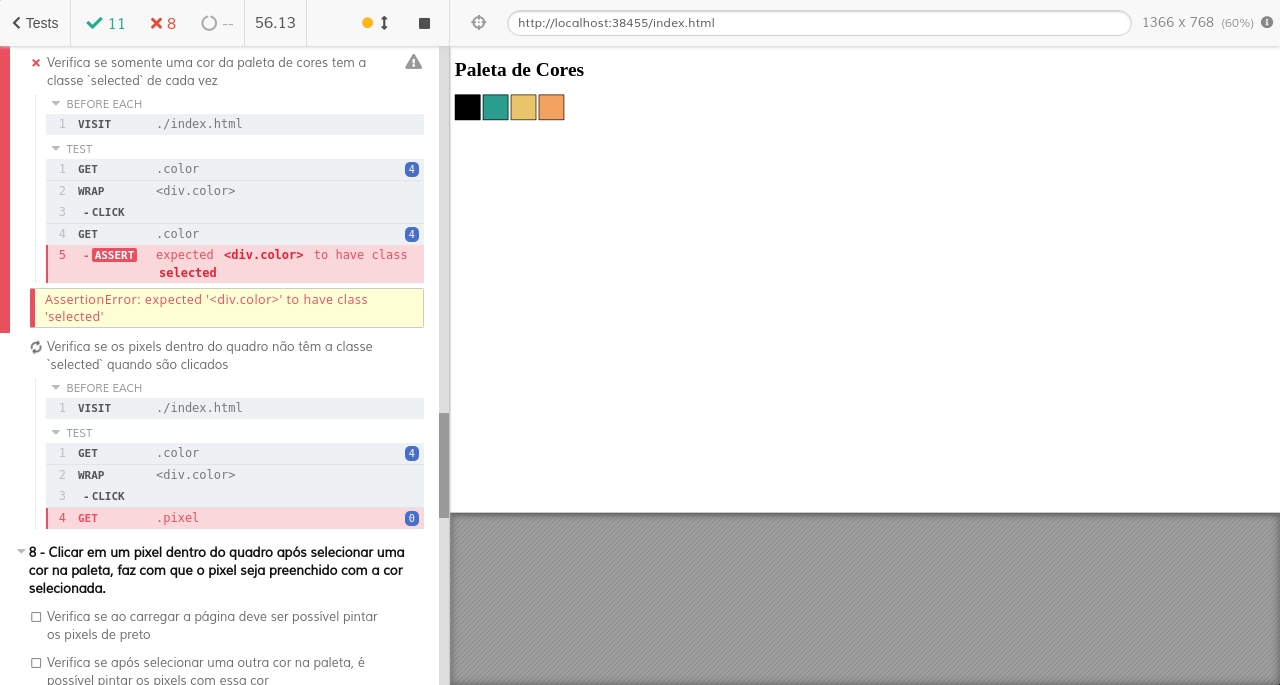 Tests 11 8 -- 56.13 http://localhost:38455/index.html 1366 x 768 (60%)
Verifica se somente uma cor da paleta de cores tem a
classe `selected` de cada vez
BEFORE EACH
1 VISIT ./index.html
TEST
1 GET .color 4
2 WRAP <div.color>
3 -CLICK
4 GET .color 4
5 -ASSERT expected <div.color> to have class
selected
AssertionError: expected '<div.color>' to have class
'selected'
Verifica se os pixels dentro do quadro não têm a classe
`selected` quando são clicados
BEFORE EACH
1 VISIT ./index.html
TEST
1 GET .color 4
2 WRAP <div.color>
3 -CLICK
4 GET .pixel 0
8 - Clicar em um pixel dentro do quadro após selecionar uma
cor na paleta, faz com que o pixel seja preenchido com a cor
selecionada.
Verifica se ao carregar a página deve ser possível pintar
os pixels de preto
Verifica se após selecionar uma outra cor na paleta, é
possível pintar os pixels com essa cor
Paleta de Cores